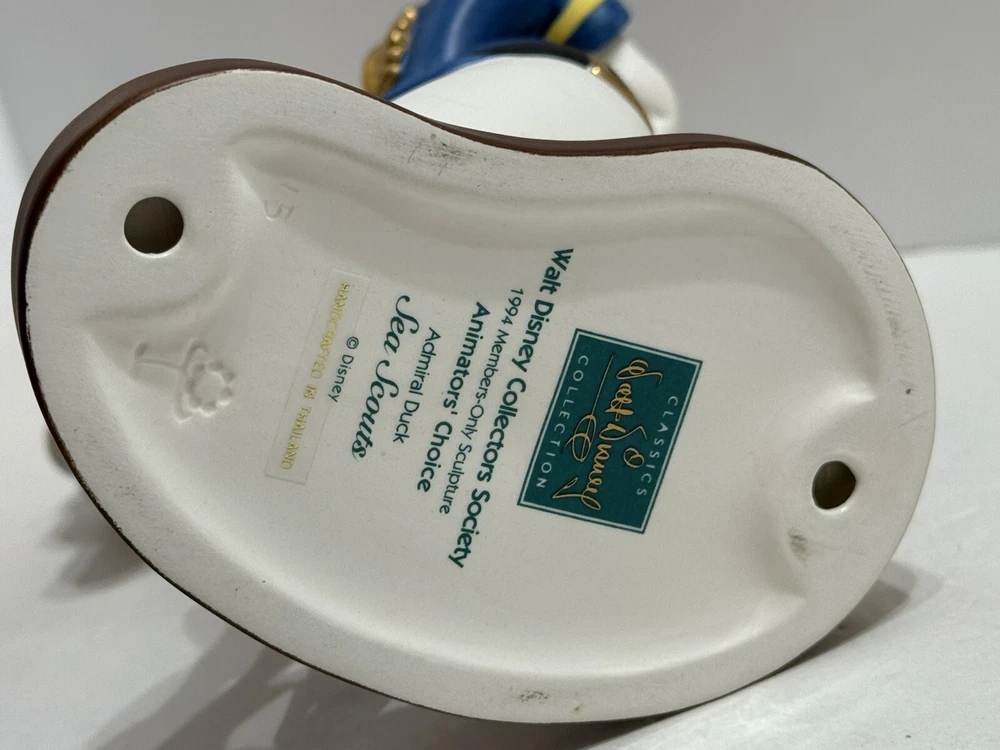 CLASSICS
Walt Disney
COLLECTION
Walt Disney Collectors Society
1994 Members-Only Sculpture
Animators' Choice
Admiral Duck
Sea Scouts
© Disney
HANDCRAFTED IN THAILAND